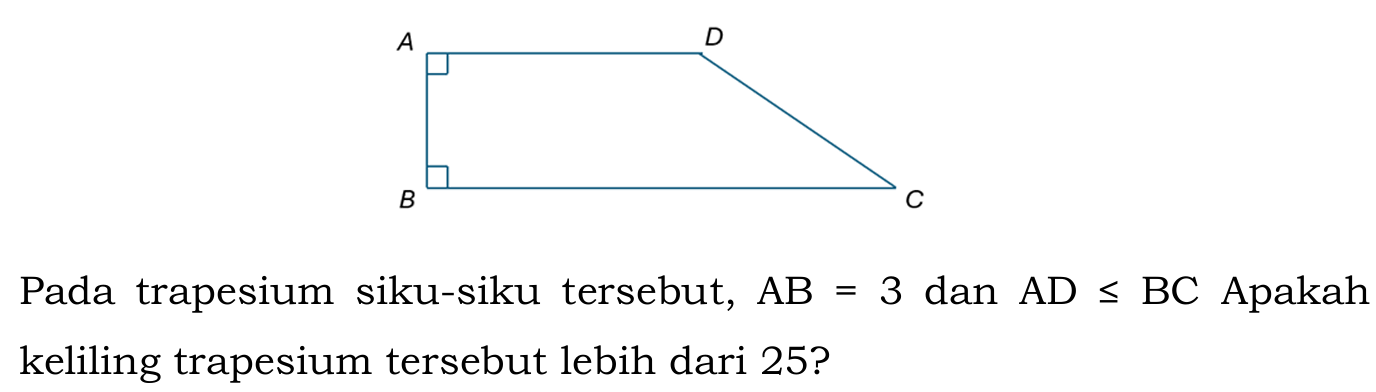 A D
B C
Pada trapesium siku-siku tersebut, AB = 3 dan AD ≤ BC Apakah
keliling trapesium tersebut lebih dari 25?